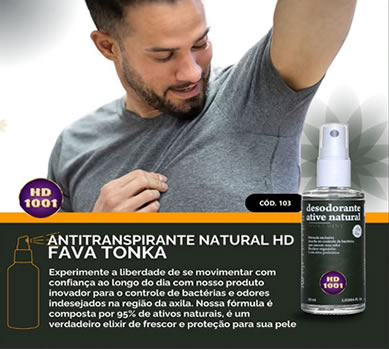 HD
1001
CÓD. 103
desodorante
ative natural
HD
1001
ANTITRANSPIRANTE NATURAL HD
FAVA TONKA
Experimente a liberdade de se movimentar com
confiança ao longo do dia com nosso produto
inovador para o controle de bactérias e odores
indesejados na região da axila. Nossa fórmula é
composta por 95% de ativos naturais, é um
verdadeiro elixir de frescor e proteção para sua pele